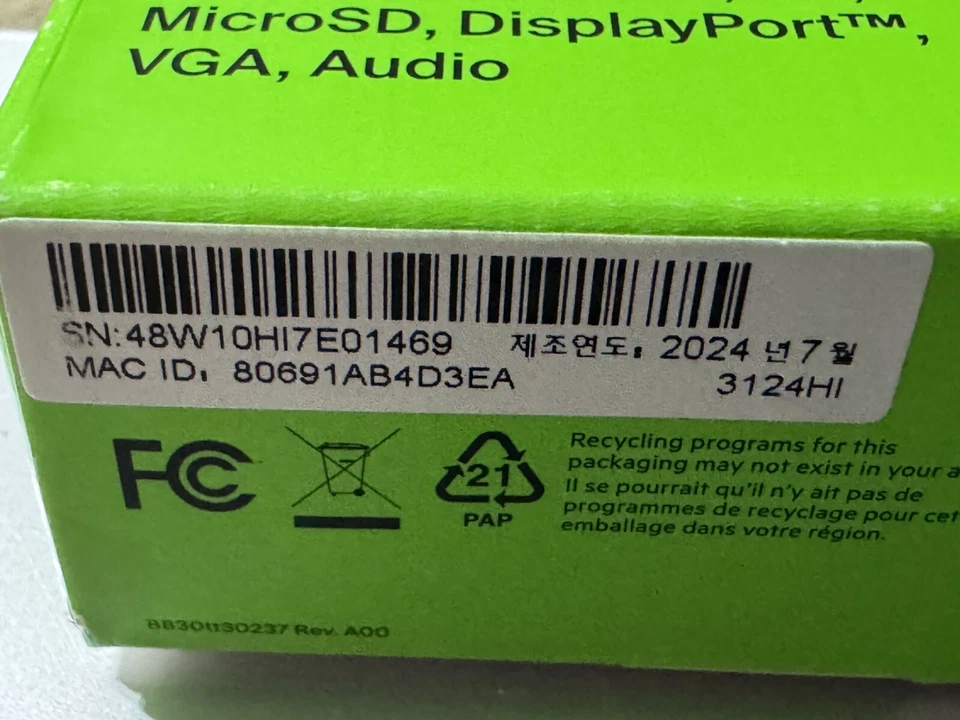 MicroSD, DisplayPort™,
VGA, Audio
SN:48W10HI7E01469 제조연도: 2024 년 7 월
MAC ID: 80691AB4D3EA 3124HI
FC
21
PAP
Recycling programs for this
packaging may not exist in your a
Il se pourrait qu'il n'y ait pas de
programmes de recyclage pour cet
emballage dans votre région.
Rev. A00